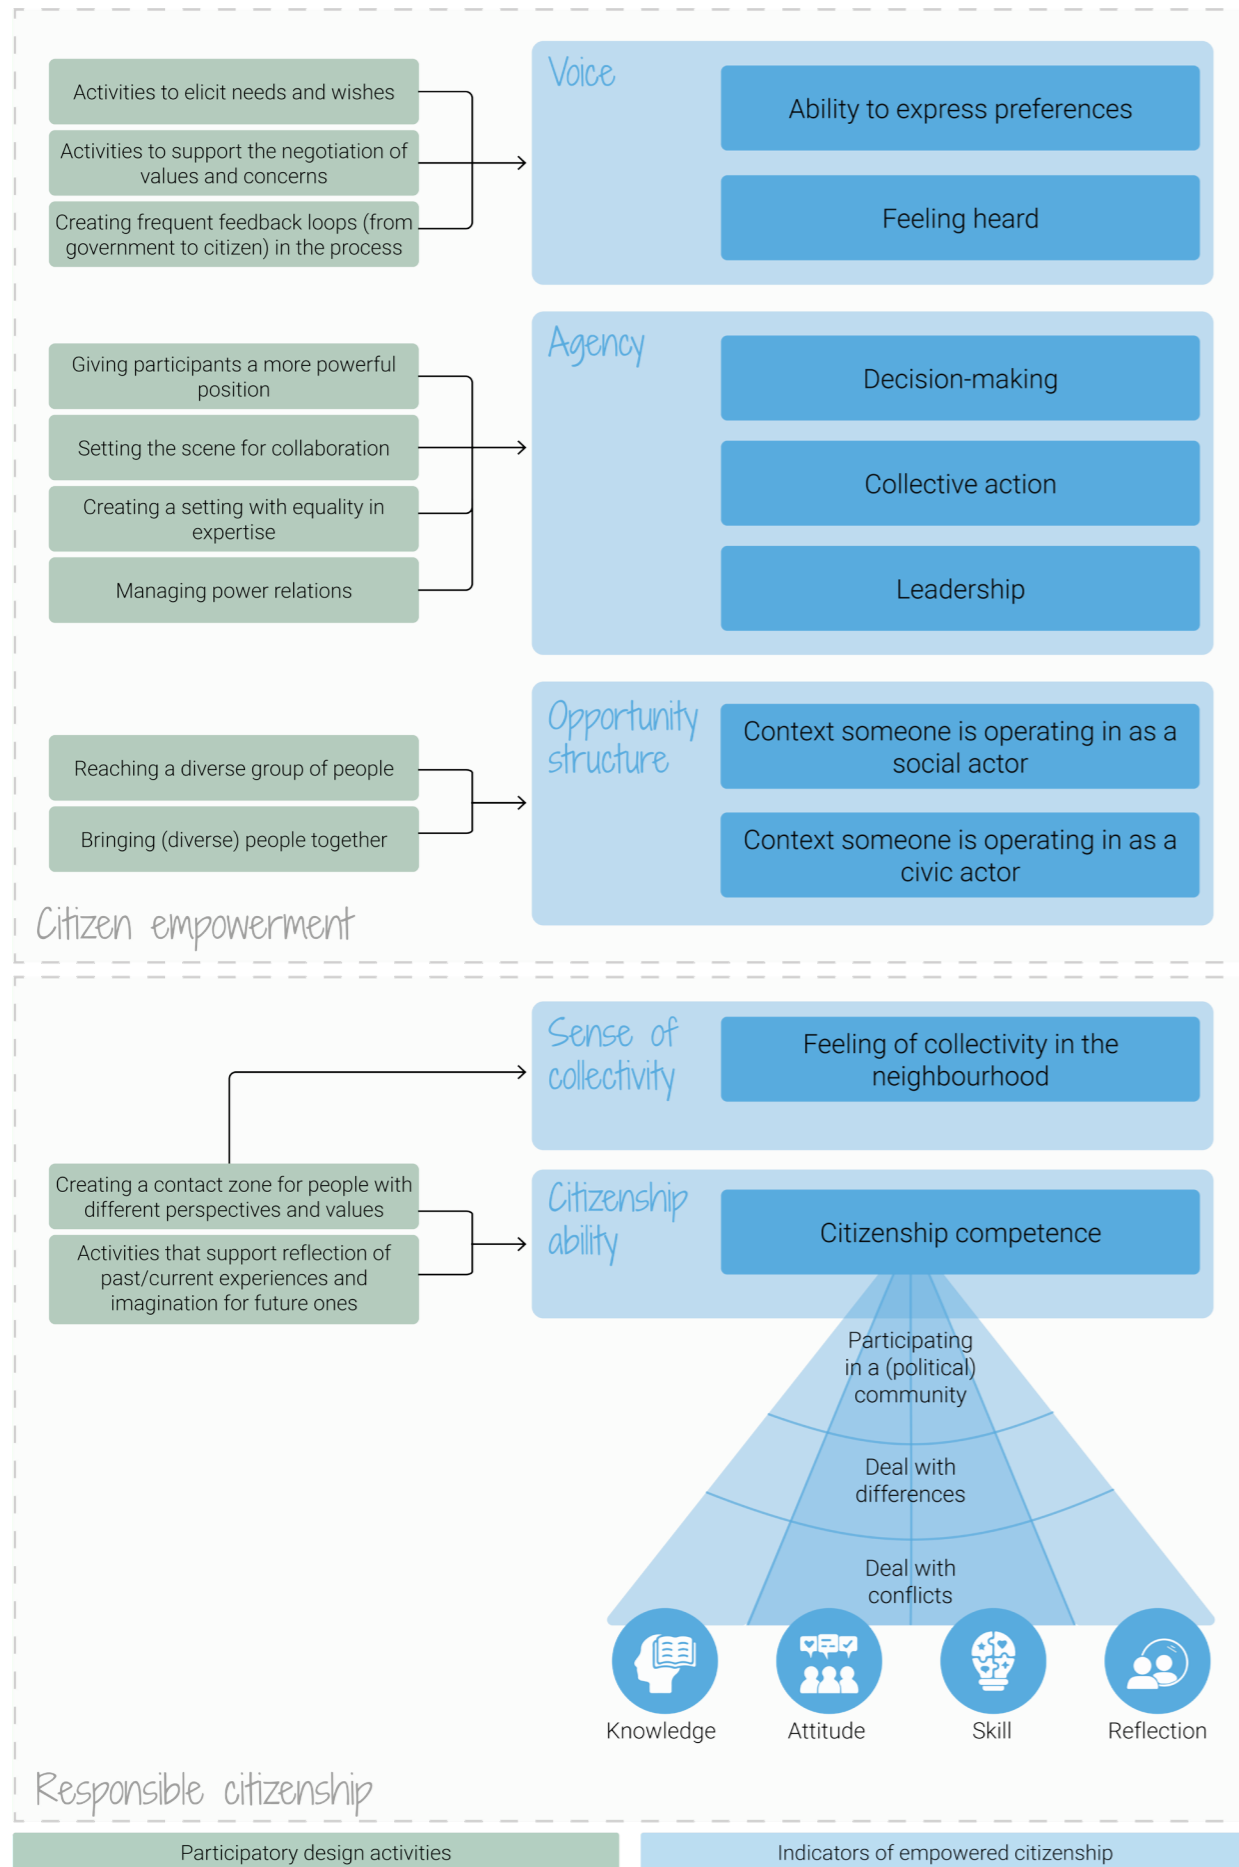 Activities to elicit needs and wishes
Activities to support the negotiation of
values and concerns
Creating frequent feedback loops (from
government to citizen) in the process
Voice
Ability to express preferences
Feeling heard
Giving participants a more powerful
position
Setting the scene for collaboration
Creating a setting with equality in
expertise
Managing power relations
Agency
Decision-making
Collective action
Leadership
Reaching a diverse group of people
Bringing (diverse) people together
Opportunity
structure
Context someone is operating in as a
social actor
Context someone is operating in as a
civic actor
Citizen empowerment
Sense of
collectivity
Feeling of collectivity in the
neighbourhood
Creating a contact zone for people with
different perspectives and values
Activities that support reflection of
past/current experiences and
imagination for future ones
Citizenship
ability
Citizenship competence
Participating
in a (political)
community
Deal with
differences
Deal with
conflicts
Knowledge
Attitude
Skill
Reflection
Responsible citizenship
Participatory design activities
Indicators of empowered citizenship